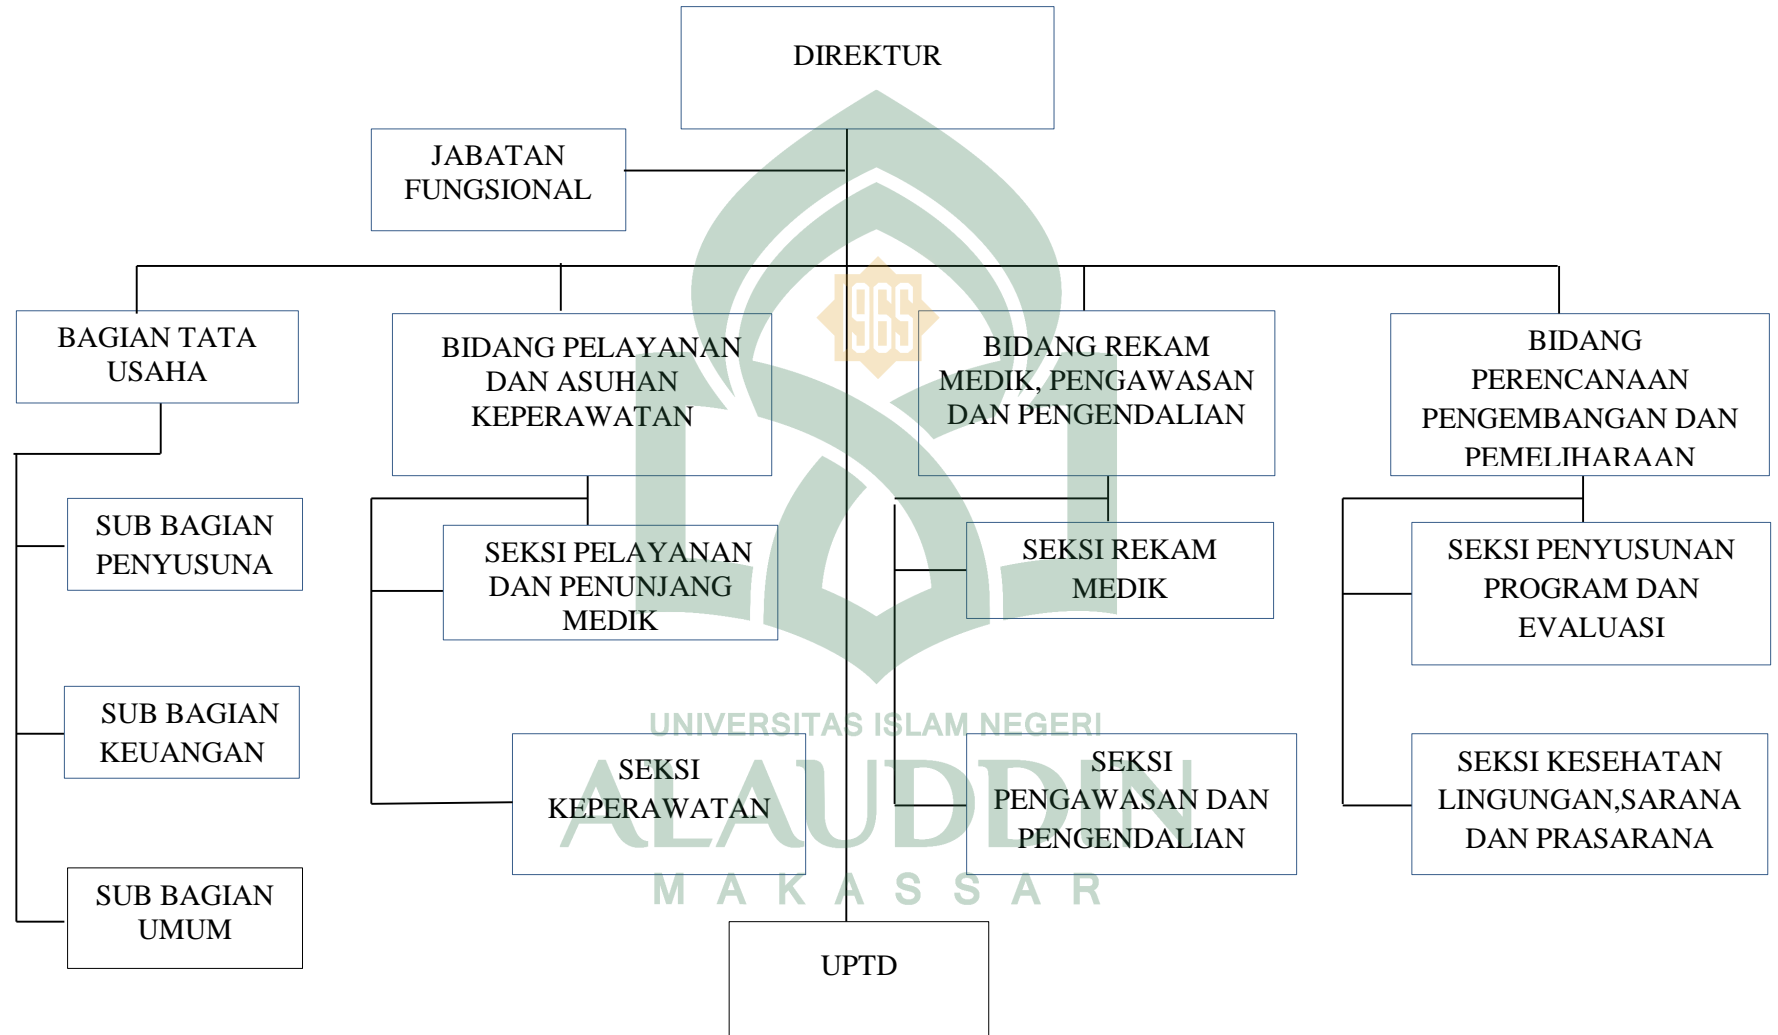 DIREKTUR
JABATAN
FUNGSIONAL
BAGIAN TATA
USAHA
BIDANG PELAYANAN
DAN ASUHAN
KEPERAWATAN
BIDANG REKAM
MEDIK, PENGAWASAN
DAN PENGENDALIAN
BIDANG
PERENCANAAN
PENGEMBANGAN DAN
PEMELIHARAAN
SUB BAGIAN
PENYUSUNA
SEKSI PELAYANAN
DAN PENUNJANG
MEDIK
SEKSI REKAM
MEDIK
SEKSI PENYUSUNAN
PROGRAM DAN
EVALUASI
SUB BAGIAN
KEUANGAN
SEKSI
KEPERAWATAN
SEKSI
PENGAWASAN DAN
PENGENDALIAN
SEKSI KESEHATAN
LINGUNGAN,SARANA
DAN PRASARANA
SUB BAGIAN
UMUM
UPTD
1965
UNIVERSITAS ISLAM NEGERI
ALAUDDIN
MAKASSAR